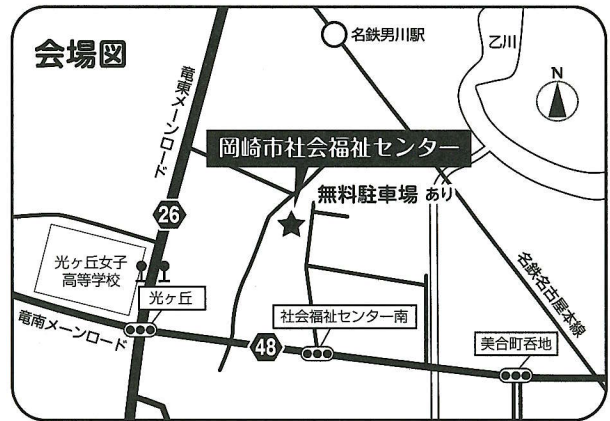 会場図
名鉄男川駅
乙川
N
竜東メーンロード
岡崎市社会福祉センター
無料駐車場 あり
26
光ヶ丘女子
高等学校
光ヶ丘
名鉄名古屋本線
社会福祉センター南
竜南メーンロード
48
美合町呑地